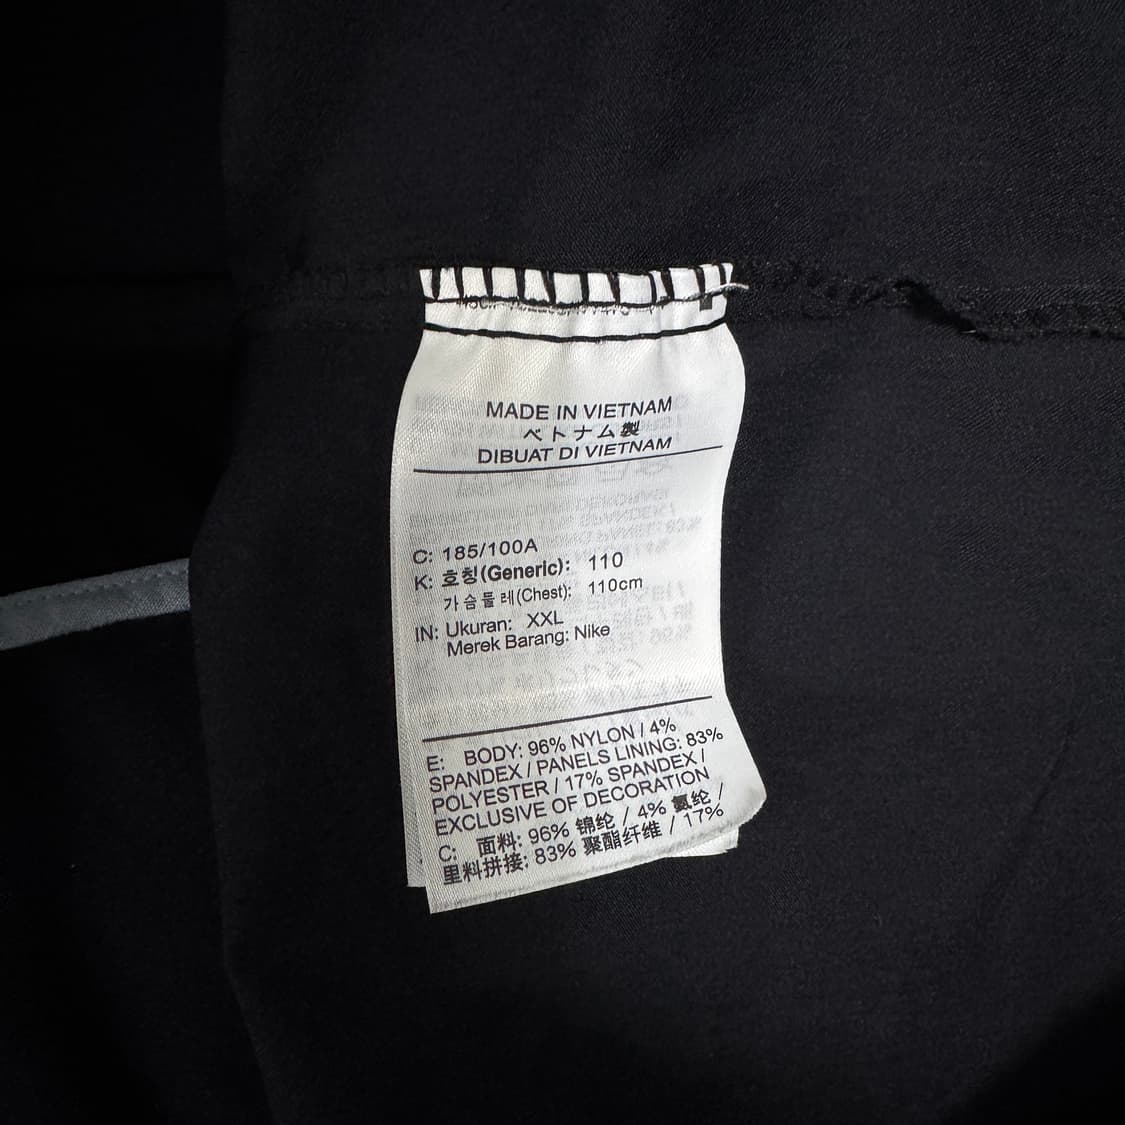 MADE IN VIETNAM
ベトナム製
DIBUAT DI VIETNAM
C: 185/100A
K: 호칭(Generic): 110
가슴둘레(Chest): 110cm
IN: Ukuran: XXL
Merek Barang: Nike
E: BODY: 96% NYLON / 4%
SPANDEX / PANELS LINING: 83%
POLYESTER / 17% SPANDEX /
EXCLUSIVE OF DECORATION
C: 面料: 96% 锦纶 / 4% 氨纶 /
里料拼接: 83% 聚酯纤维 / 17%